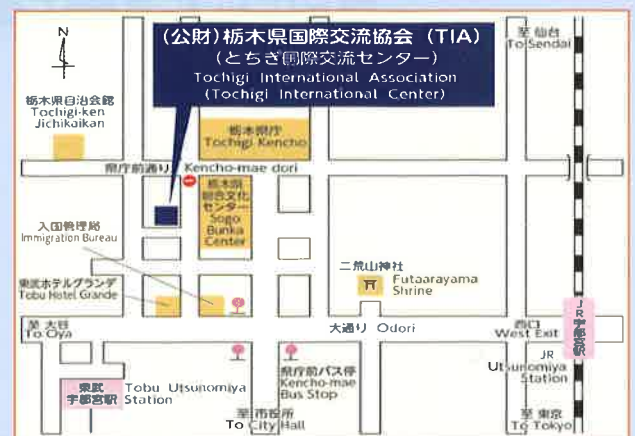 (公財)栃木県国際交流協会 (TIA)
(とちぎ国際交流センター)
Tochigi International Association
(Tochigi International Center)
N
至 仙台
To Sendai
栃木県自治会館
Tochigi-ken
Jichikaikan
栃木県庁
Tochigi Kencho
県庁前通り Kencho-mae dori
栃木県
総合文化
センター
Sogo
Bunka
Center
入国管理局
Immigration Bureau
二荒山神社
Futaarayama
Shrine
東武ホテルグランデ
Tobu Hotel Grande
至 大谷
To Oya
大通り Odori
西口
West Exit
JR宇都宮駅
JR
Utsunomiya
Station
東武
宇都宮駅
Tobu Utsunomiya
Station
県庁前バス停
Kencho-mae
Bus Stop
至 市役所
To City Hall
至 東京
To Tokyo